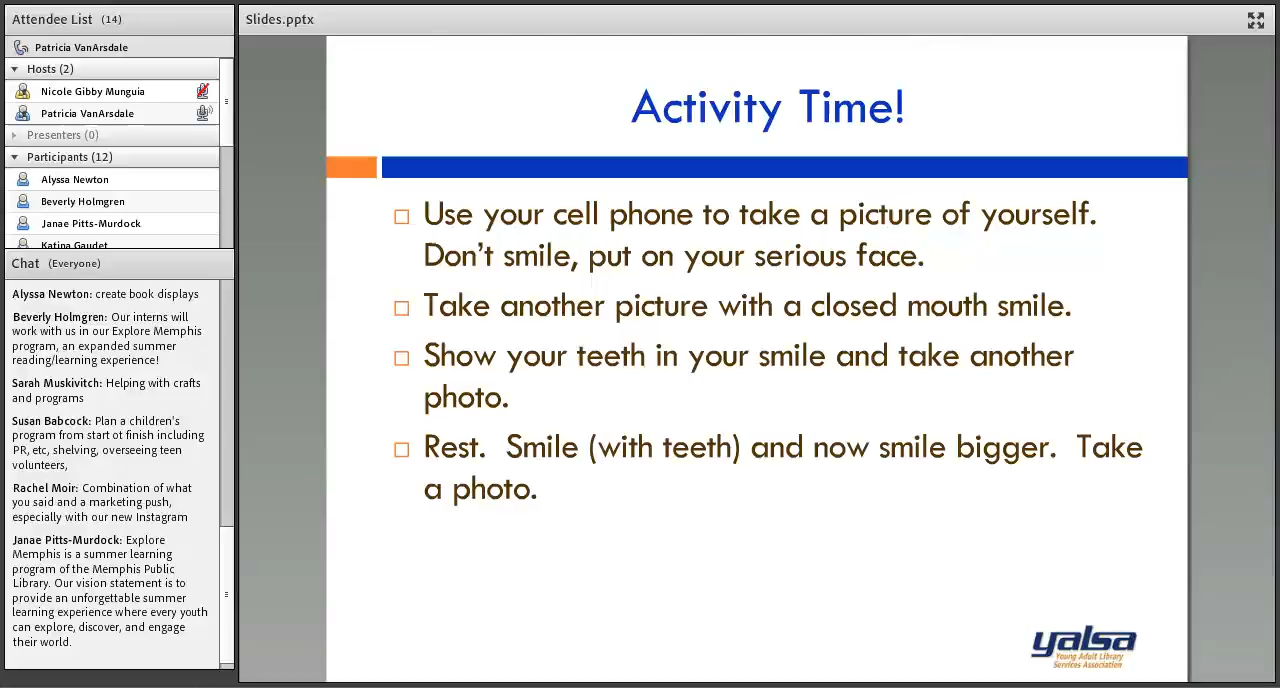 Attendee List (14)
Patricia VanArsdale
Hosts (2)
Nicole Gibby Munguia
Patricia VanArsdale
Presenters (0)
Participants (12)
Alyssa Newton
Beverly Holmgren
Janae Pitts-Murdock
Katina Gaudet
Chat (Everyone)
Alyssa Newton: create book displays
Beverly Holmgren: Our interns will
work with us in our Explore Memphis
program, an expanded summer
reading/learning experience!
Sarah Muskivitch: Helping with crafts
and programs
Susan Babcock: Plan a children's
program from start ot finish including
PR, etc, shelving, overseeing teen
volunteers,
Rachel Moir: Combination of what
you said and a marketing push,
especially with our new Instagram
Janae Pitts-Murdock: Explore
Memphis is a summer learning
program of the Memphis Public
Library. Our vision statement is to
provide an unforgettable summer
learning experience where every youth
can explore, discover, and engage
their world.
Slides.pptx
Activity Time!
Use your cell phone to take a picture of yourself.
Don't smile, put on your serious face.
Take another picture with a closed mouth smile.
Show your teeth in your smile and take another
photo.
Rest. Smile (with teeth) and now smile bigger. Take
a photo.
yalsa
Young Adult Library
Services Association